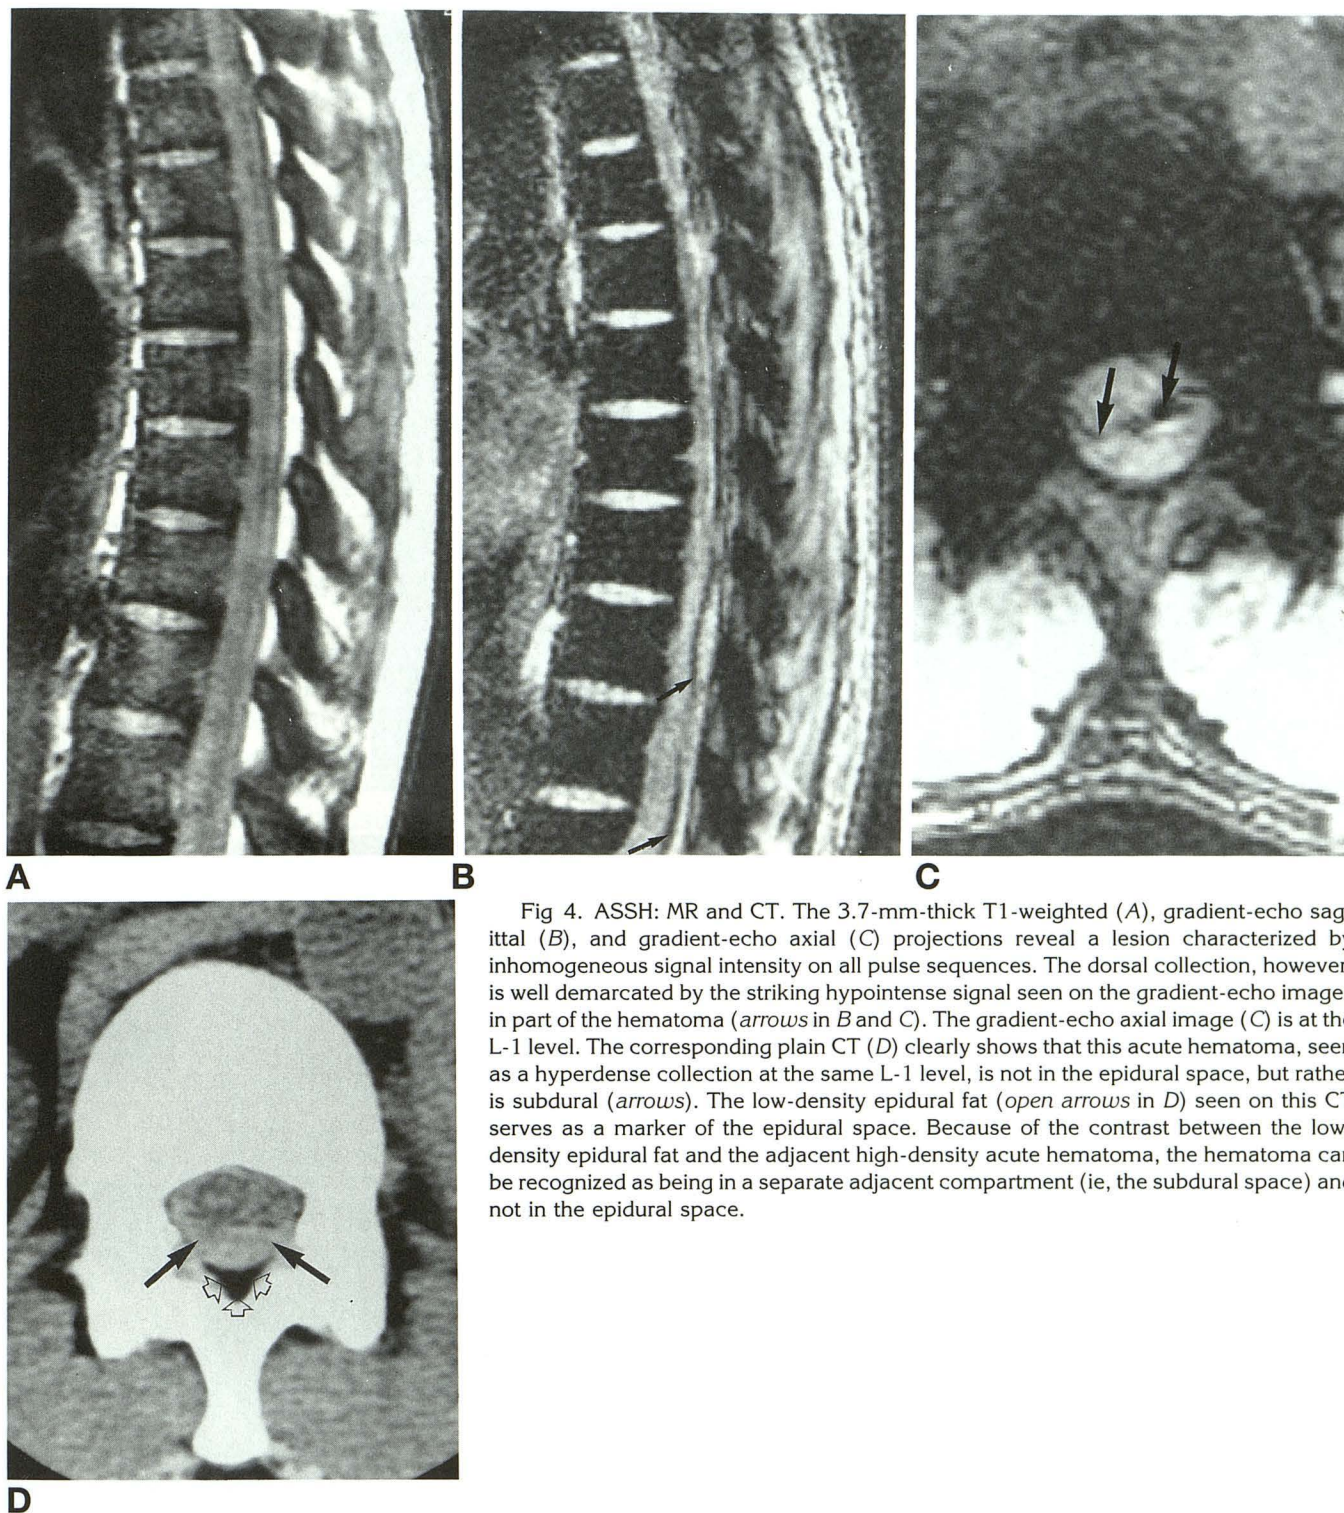 A
B
C
Fig 4. ASSH: MR and CT. The 3.7-mm-thick T1-weighted (A), gradient-echo sag
ittal (B), and gradient-echo axial (C) projections reveal a lesion characterized b
inhomogeneous signal intensity on all pulse sequences. The dorsal collection, however
is well demarcated by the striking hypointense signal seen on the gradient-echo image
in part of the hematoma (arrows in B and C). The gradient-echo axial image (C) is at th
L-1 level. The corresponding plain CT (D) clearly shows that this acute hematoma, seen
as a hyperdense collection at the same L-1 level, is not in the epidural space, but rathe
is subdural (arrows). The low-density epidural fat (open arrows in D) seen on this CT
serves as a marker of the epidural space. Because of the contrast between the low-
density epidural fat and the adjacent high-density acute hematoma, the hematoma can
be recognized as being in a separate adjacent compartment (ie, the subdural space) and
not in the epidural space.
D